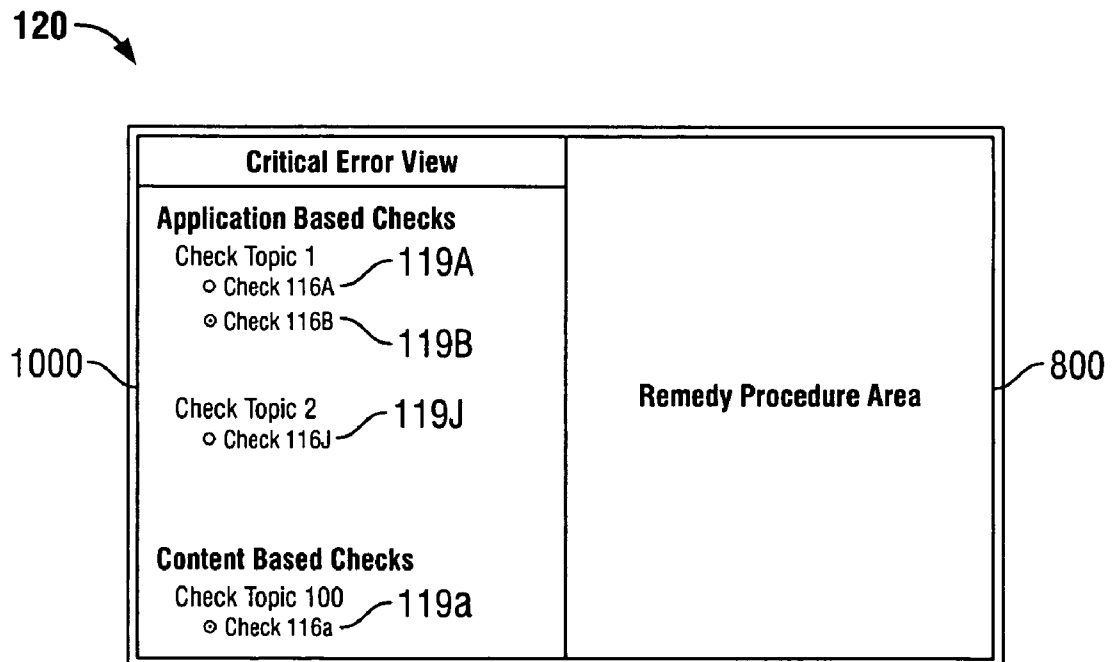 120
Critical Error View
Application Based Checks
Check Topic 1
Check 116A
119A
Check 116B
119B
1000
Check Topic 2
Check 116J
119J
Content Based Checks
Check Topic 100
Check 116a
119a
Remedy Procedure Area
800